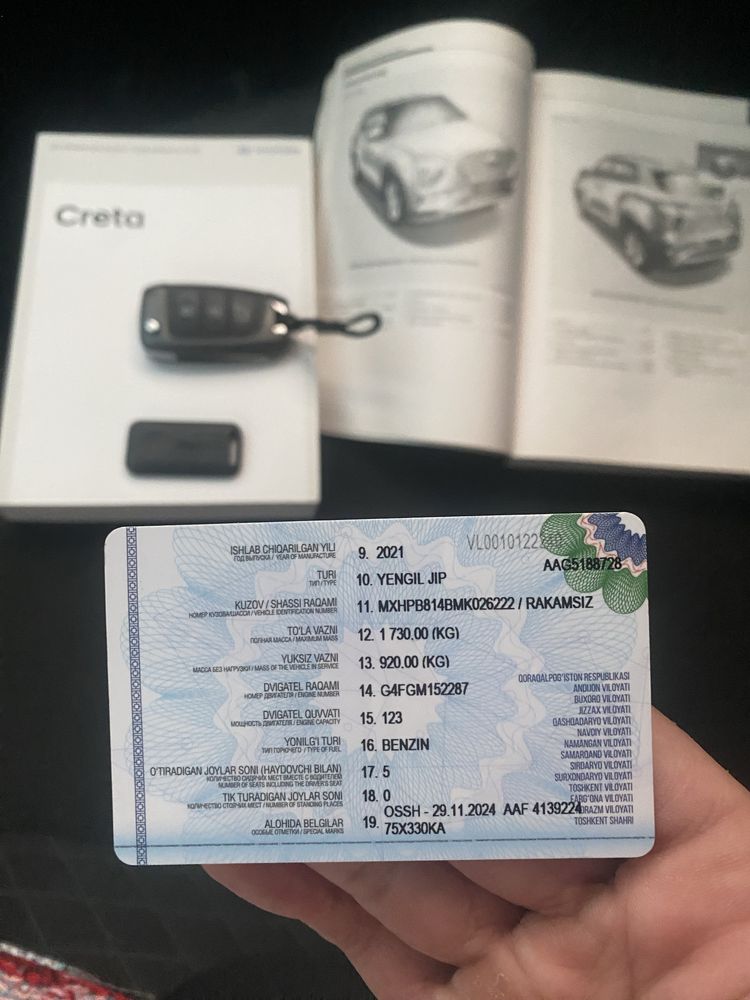 Creta
VL0010122240
AAG5188728
ISHLAB CHIQARILGAN YILI
ГОД ВЫПУСКА / YEAR OF MANUFACTURE
9. 2021
TURI
ТИП / TYPE
10. YENGIL JIP
KUZOV / SHASSI RAQAMI
НОМЕР КУЗОВА/ШАССИ / VEHICLE IDENTIFICATION NUMBER
11. MXHPB814BMK026222 / RAKAMSIZ
TO'LA VAZNI
ПОЛНАЯ МАССА / MAXIMUM MASS
12. 1 730.00 (KG)
YUKSIZ VAZNI
МАССА БЕЗ НАГРУЗКИ / MASS OF THE VEHICLE IN SERVICE
13. 920.00 (KG)
DVIGATEL RAQAMI
НОМЕР ДВИГАТЕЛЯ / ENGINE NUMBER
14. G4FGM152287
DVIGATEL QUVVATI
МОЩНОСТЬ ДВИГАТЕЛЯ / ENGINE CAPACITY
15. 123
YONILG'I TURI
ТИП ГОРЮЧЕГО / TYPE OF FUEL
16. BENZIN
O'TIRADIGAN JOYLAR SONI (HAYDOVCHI BILAN)
КОЛИЧЕСТВО СИДЯЧИХ МЕСТ ВМЕСТЕ С ВОДИТЕЛЕМ
NUMBER OF SEATS INCLUDING THE DRIVER'S SEAT
17. 5
TIK TURADIGAN JOYLAR SONI
КОЛИЧЕСТВО СТОЯЧИХ МЕСТ / NUMBER OF STANDING PLACES
18. 0
ALOHIDA BELGILAR
ОСОБЫЕ ОТМЕТКИ / SPECIAL MARKS
19. OSSH - 29.11.2024 AAF 4139224
75X330KA
QORAQALPOG'ISTON RESPUBLIKASI
ANDIJON VILOYATI
BUXORO VILOYATI
JIZZAX VILOYATI
QASHQADARYO VILOYATI
NAVOIY VILOYATI
NAMANGAN VILOYATI
SAMARQAND VILOYATI
SIRDARYO VILOYATI
SURXONDARYO VILOYATI
TOSHKENT VILOYATI
FARG'ONA VILOYATI
ORAZM VILOYATI
TOSHKENT SHAHRI